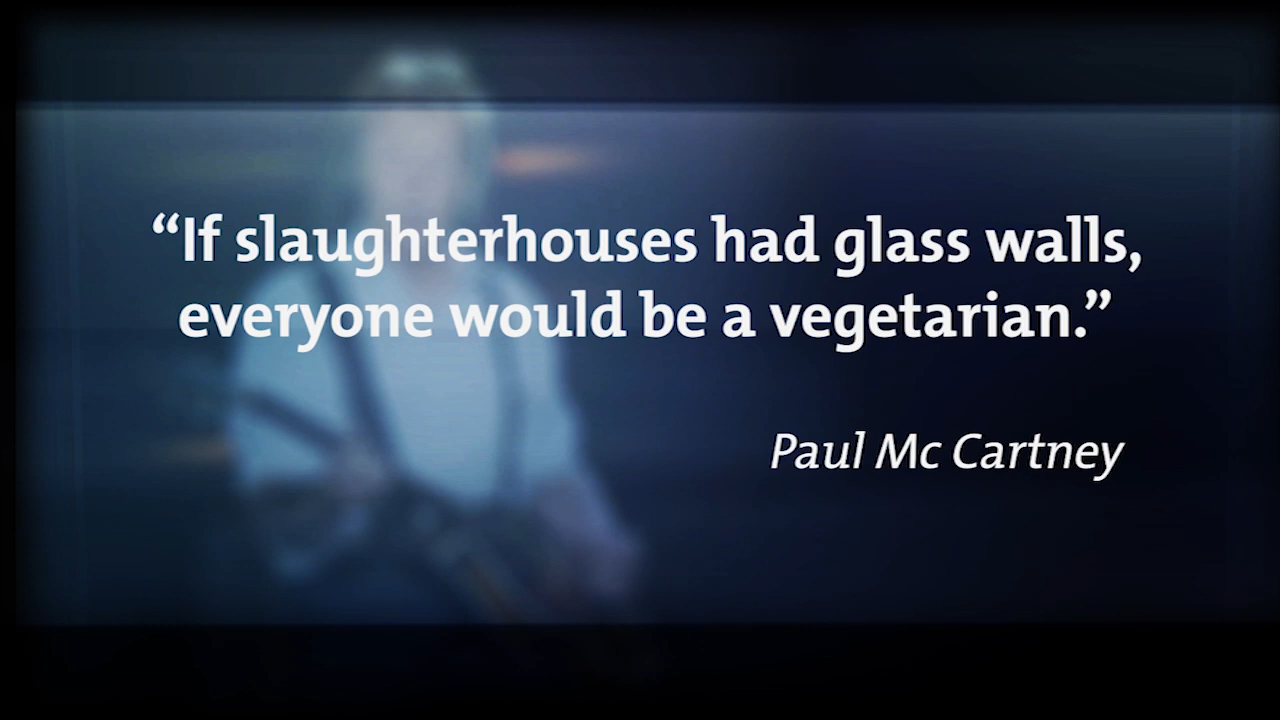 “If slaughterhouses had glass walls,
everyone would be a vegetarian.”
Paul Mc Cartney